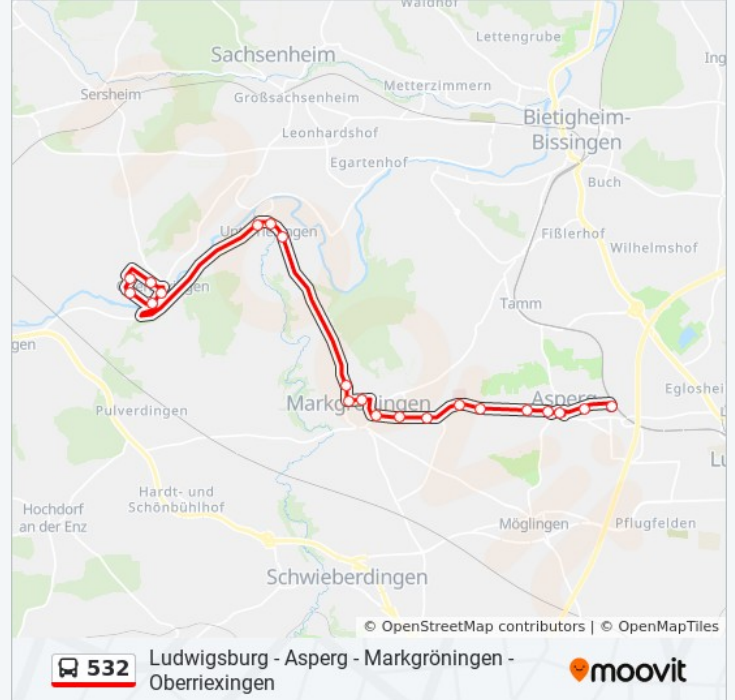 Waldhof
Lettengrube
Sachsenheim
Ing
Sersheim
Metterzimmern
Großsachsenheim
Bietigheim-
Bissingen
Leonhardshof
Egartenhof
Buch
Fißlerhof
Wilhelmshof
Tamm
gen
Asperg
Egloshei
Markgröningen
Pulverdingen
Lu
Hardt- und
Schönbühlhof
Hochdorf
an der Enz
Möglingen
Pflugfelden
Schwieberdingen
© OpenStreetMap contributors | © OpenMapTiles
532
Ludwigsburg - Asperg - Markgröningen -
Oberriexingen
moovit